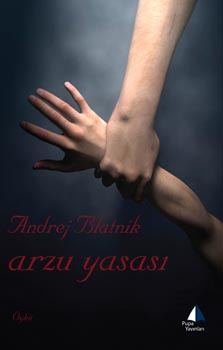 Andrej Blatnik
arzu yasası
Öykü
Pupa
Yayınları